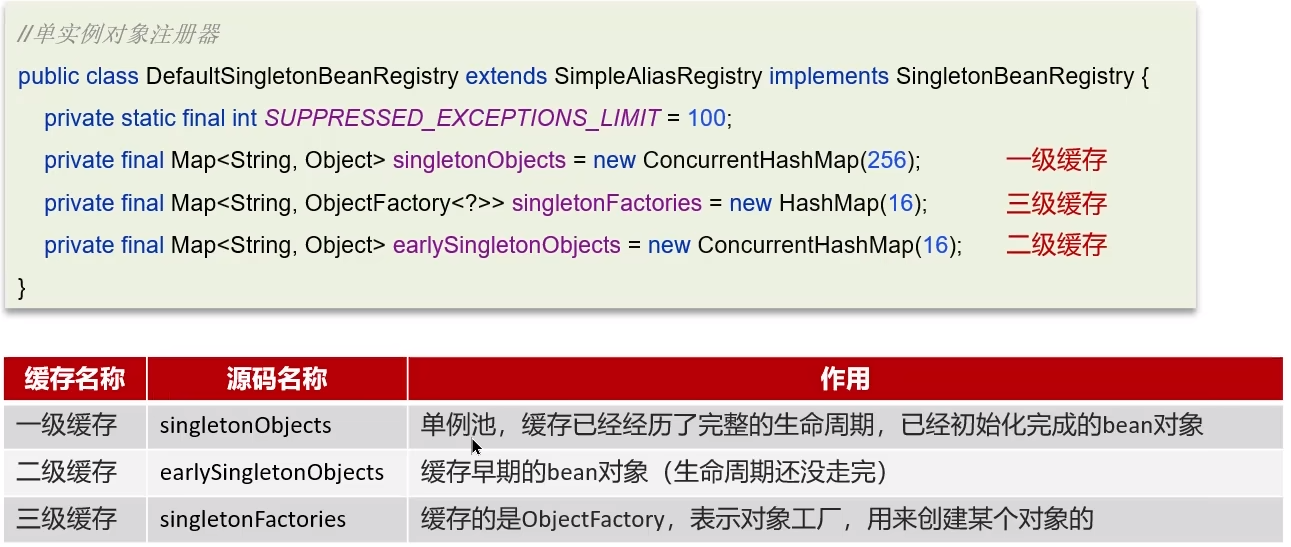 //单实例对象注册器
public class DefaultSingletonBeanRegistry extends SimpleAliasRegistry implements SingletonBeanRegistry {
private static final int SUPPRESSED_EXCEPTIONS_LIMIT = 100;
private final Map<String, Object> singletonObjects = new ConcurrentHashMap(256); 一级缓存
private final Map<String, ObjectFactory<?>> singletonFactories = new HashMap(16); 三级缓存
private final Map<String, Object> earlySingletonObjects = new ConcurrentHashMap(16); 二级缓存
}
缓存名称 源码名称 作用
一级缓存 singletonObjects 单例池，缓存已经经历了完整的生命周期，已经初始化完成的bean对象
二级缓存 earlySingletonObjects 缓存早期的bean对象（生命周期还没走完）
三级缓存 singletonFactories 缓存的是ObjectFactory，表示对象工厂，用来创建某个对象的